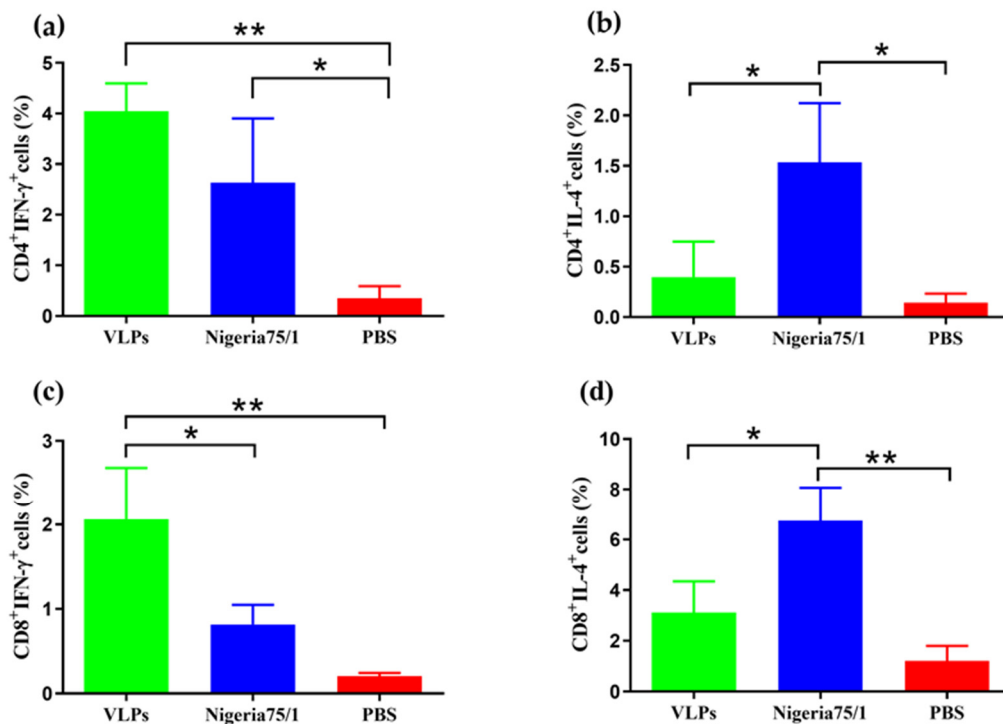 (a)
**
*
CD4+IFN-γ+cells (%)
5
4
3
2
1
0
VLPs Nigeria75/1 PBS
(b)
*
*
CD4+IL-4+cells (%)
2.5
2.0
1.5
1.0
0.5
0.0
VLPs Nigeria75/1 PBS
(c)
**
*
CD8+IFN-γ+cells (%)
3
2
1
0
VLPs Nigeria75/1 PBS
(d)
*
**
CD8+IL-4+cells (%)
10
8
6
4
2
0
VLPs Nigeria75/1 PBS